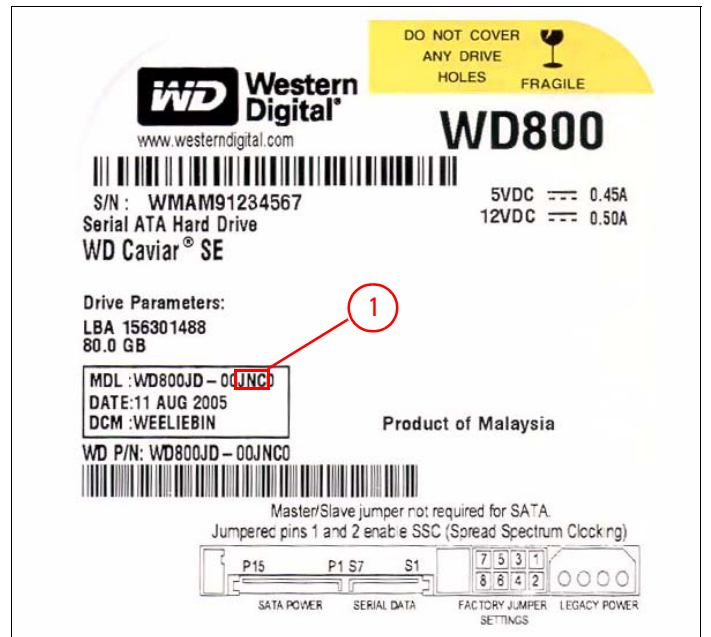 DO NOT COVER
ANY DRIVE
HOLES
FRAGILE
WD Western
Digital®
www.westerndigital.com
WD800
S/N : WMAM91234567
5VDC 0.45A
12VDC 0.50A
Serial ATA Hard Drive
WD Caviar® SE
Drive Parameters:
LBA 156301488
80.0 GB
1
MDL :WD800JD – 00JNC0
DATE:11 AUG 2005
DCM :WEELIEBIN
Product of Malaysia
WD P/N: WD800JD – 00JNC0
Master/Slave jumper not required for SATA.
Jumpered pins 1 and 2 enable SSC (Spread Spectrum Clocking)
P15 P1 S7 S1
7 5 3 1
8 6 4 2
SATA POWER SERIAL DATA FACTORY JUMPER LEGACY POWER
SETTINGS